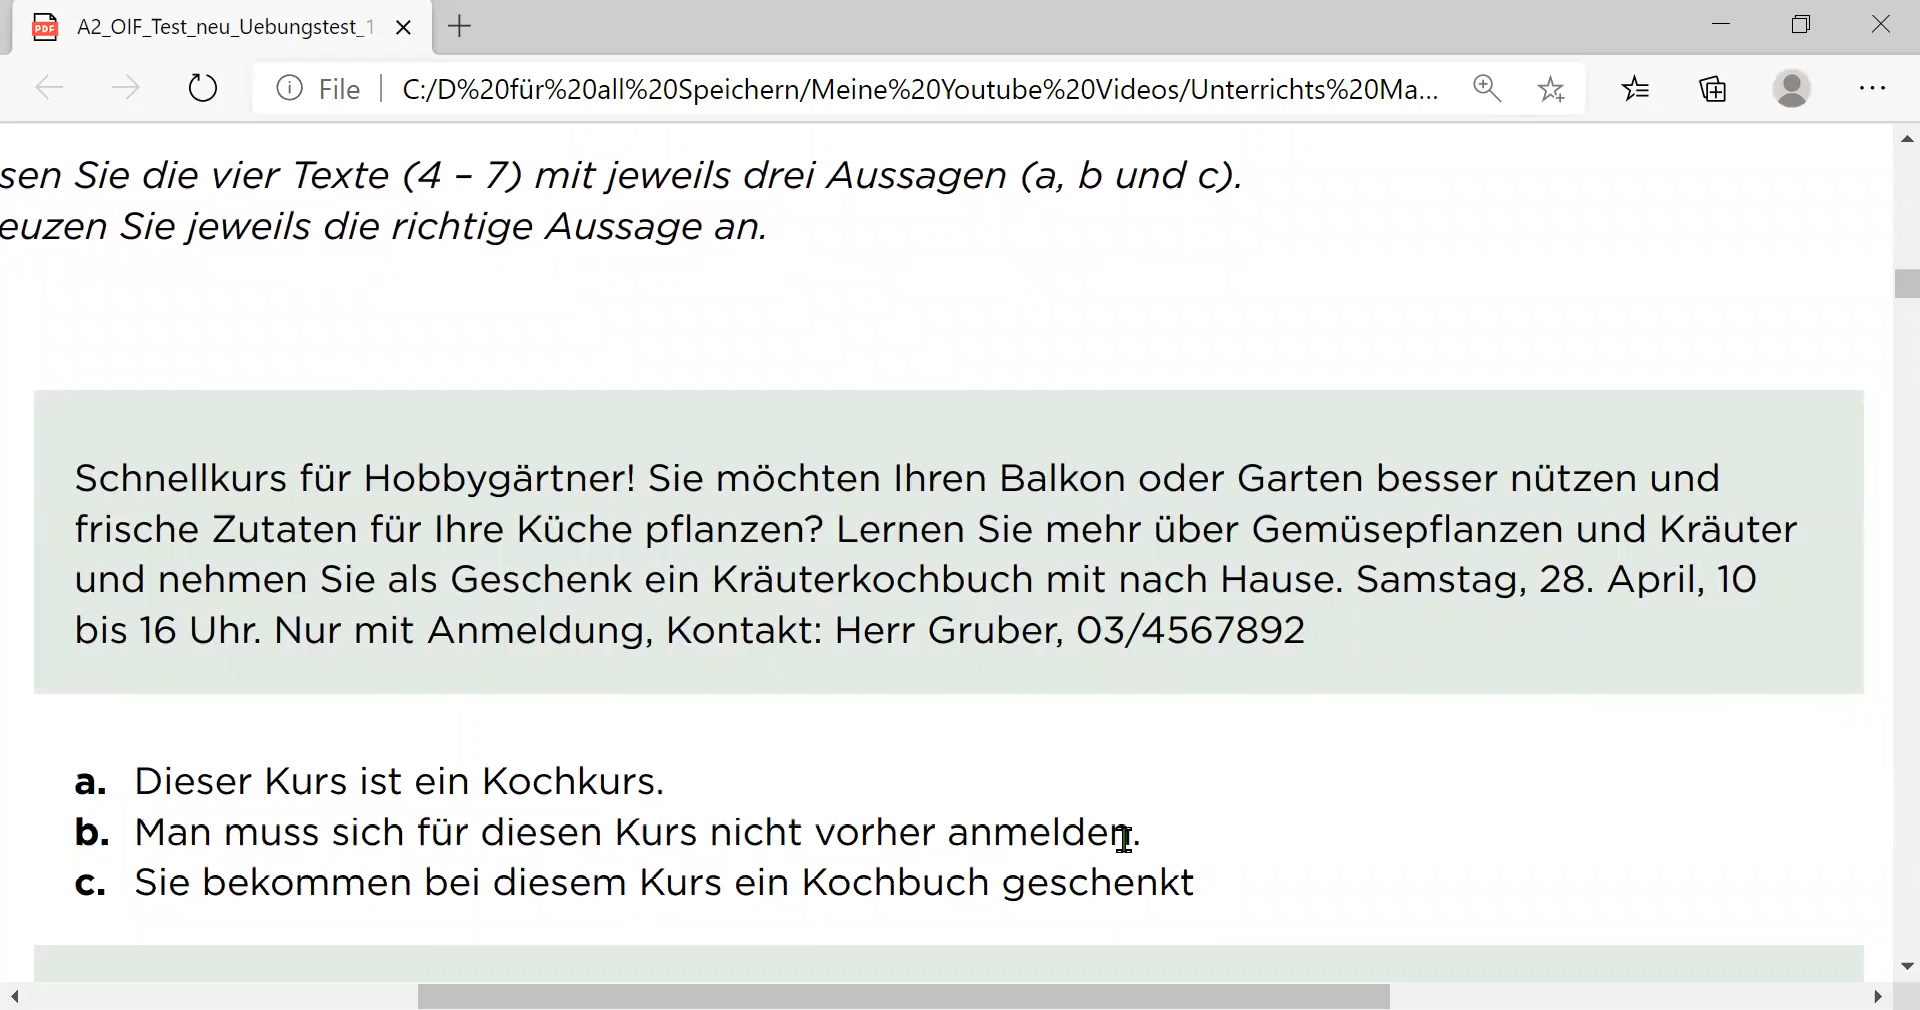 A2_OIF_Test_neu_Uebungstest_1
File
C:/D%20für%20all%20Speichern/Meine%20Youtube%20Videos/Unterrichts%20Ma...
sen Sie die vier Texte (4 – 7) mit jeweils drei Aussagen (a, b und c).
euzen Sie jeweils die richtige Aussage an.
Schnellkurs für Hobbygärtner! Sie möchten Ihren Balkon oder Garten besser nützen und
frische Zutaten für Ihre Küche pflanzen? Lernen Sie mehr über Gemüsepflanzen und Kräuter
und nehmen Sie als Geschenk ein Kräuterkochbuch mit nach Hause. Samstag, 28. April, 10
bis 16 Uhr. Nur mit Anmeldung, Kontakt: Herr Gruber, 03/4567892
a. Dieser Kurs ist ein Kochkurs.
b. Man muss sich für diesen Kurs nicht vorher anmelden.
c. Sie bekommen bei diesem Kurs ein Kochbuch geschenkt